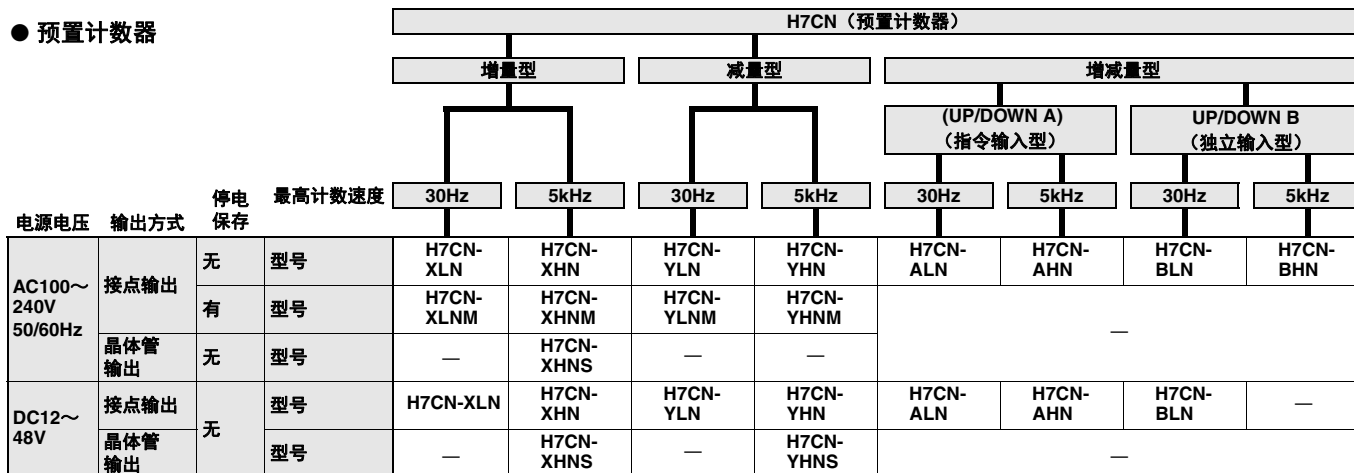 ● 预置计数器
H7CN（预置计数器）
增量型 减量型 增减量型
(UP/DOWN A)
（指令输入型）
UP/DOWN B
（独立输入型）
电源电压 输出方式 停电保存 最高计数速度 30Hz 5kHz 30Hz 5kHz 30Hz 5kHz 30Hz 5kHz
AC100～240V 50/60Hz 接点输出 无 型号 H7CN-XLN H7CN-XHN H7CN-YLN H7CN-YHN H7CN-ALN H7CN-AHN H7CN-BLN H7CN-BHN
有 型号 H7CN-XLNM H7CN-XHNM H7CN-YLNM H7CN-YHNM —
晶体管输出 无 型号 — H7CN-XHNS — —
DC12～48V 接点输出 无 型号 H7CN-XLN H7CN-XHN H7CN-YLN H7CN-YHN H7CN-ALN H7CN-AHN H7CN-BLN —
晶体管输出 型号 — H7CN-XHNS — H7CN-YHNS —